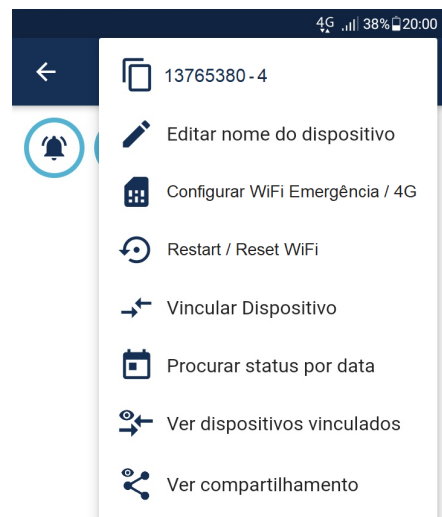 4G 38% 20:00
13765380-4
Editar nome do dispositivo
Configurar WiFi Emergência / 4G
Restart / Reset WiFi
Vincular Dispositivo
Procurar status por data
Ver dispositivos vinculados
Ver compartilhamento